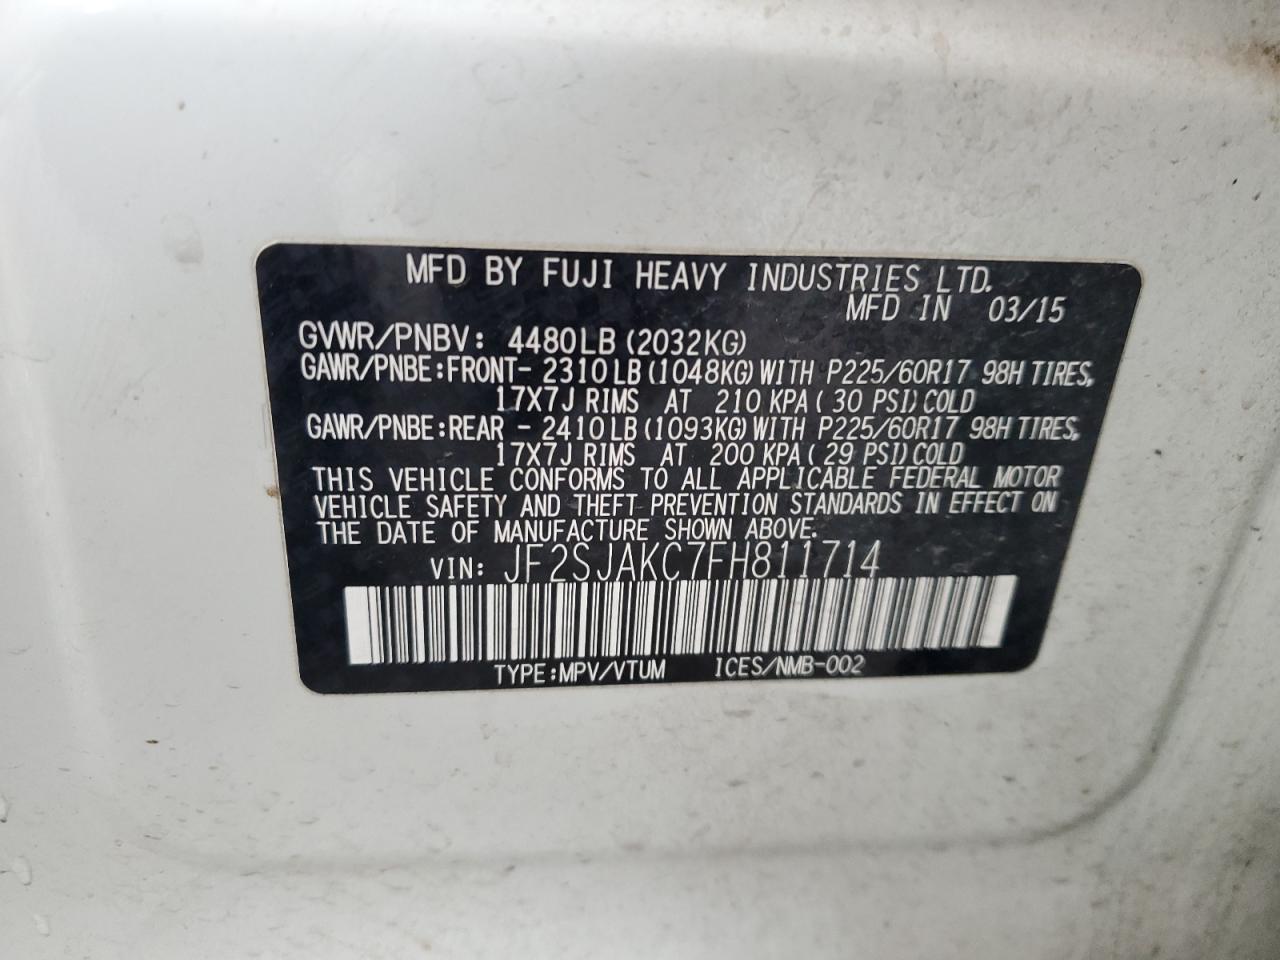 MFD BY FUJI HEAVY INDUSTRIES LTD.
MFD IN 03/15
GVWR/PNBV: 4480LB (2032KG)
GAWR/PNBE:FRONT- 2310LB (1048KG) WITH P225/60R17 98H TIRES,
17X7J RIMS AT 210 KPA ( 30 PSI) COLD
GAWR/PNBE:REAR - 2410LB (1093KG) WITH P225/60R17 98H TIRES,
17X7J RIMS AT 200 KPA ( 29 PSI) COLD
THIS VEHICLE CONFORMS TO ALL APPLICABLE FEDERAL MOTOR
VEHICLE SAFETY AND THEFT PREVENTION STANDARDS IN EFFECT ON
THE DATE OF MANUFACTURE SHOWN ABOVE.
VIN: JF2SJAKC7FH811714
TYPE:MPV/VTUM ICES/NMB-002